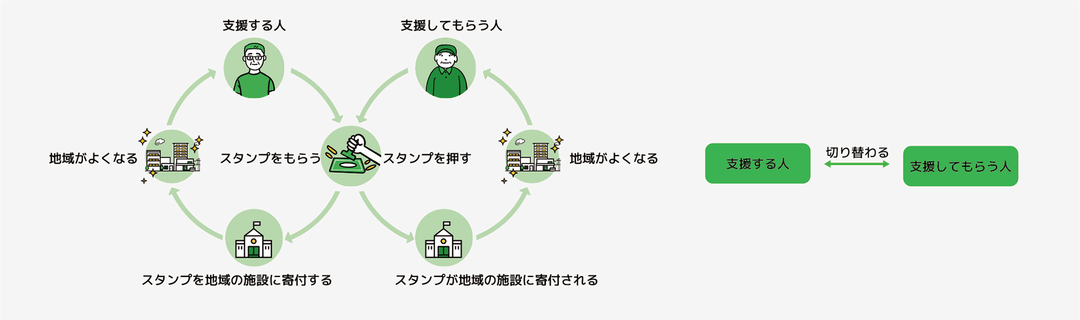 支援する人
支援してもらう人
地域がよくなる
スタンプをもらう
スタンプを押す
地域がよくなる
スタンプを地域の施設に寄付する
スタンプが地域の施設に寄付される
支援する人
切り替わる
支援してもらう人